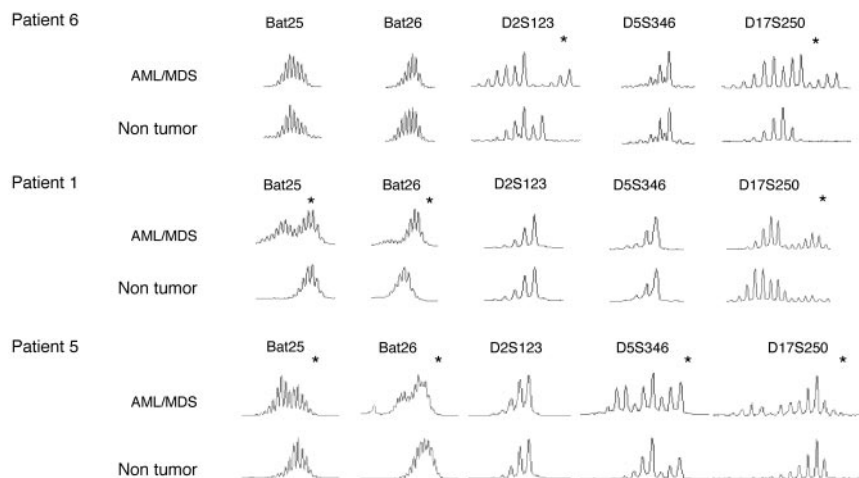 Patient 6
Bat25 Bat26 D2S123 D5S346 D17S250
* *
AML/MDS
Non tumor
Patient 1
Bat25 Bat26 D2S123 D5S346 D17S250
* * *
AML/MDS
Non tumor
Patient 5
Bat25 Bat26 D2S123 D5S346 D17S250
* * * *
AML/MDS
Non tumor